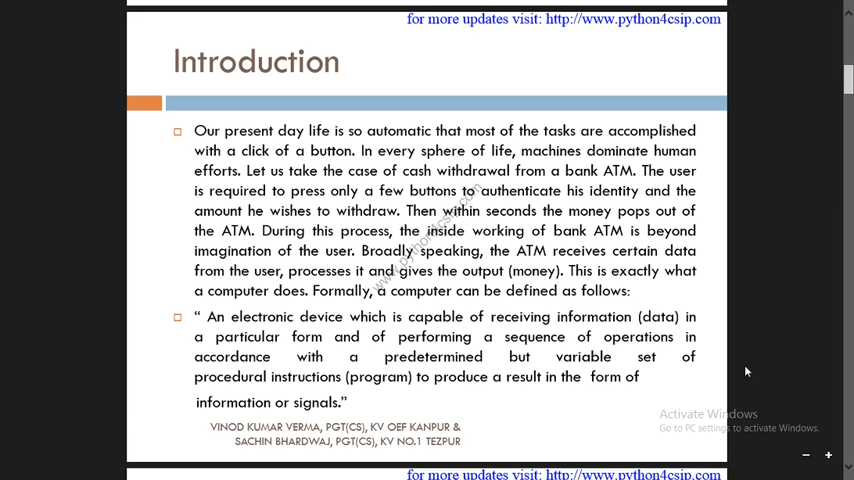 for more updates visit: http://www.python4csip.com
Introduction
Our present day life is so automatic that most of the tasks are accomplished
with a click of a button. In every sphere of life, machines dominate human
efforts. Let us take the case of cash withdrawal from a bank ATM. The user
is required to press only a few buttons to authenticate his identity and the
amount he wishes to withdraw. Then within seconds the money pops out of
the ATM. During this process, the inside working of bank ATM is beyond
imagination of the user. Broadly speaking, the ATM receives certain data
from the user, processes it and gives the output (money). This is exactly what
a computer does. Formally, a computer can be defined as follows:
“ An electronic device which is capable of receiving information (data) in
a particular form and of performing a sequence of operations in
accordance with a predetermined but variable set of
procedural instructions (program) to produce a result in the form of
information or signals.”
www.python4csip.com
VINOD KUMAR VERMA, PGT(CS), KV OEF KANPUR &
SACHIN BHARDWAJ, PGT(CS), KV NO.1 TEZPUR
Activate Windows
Go to PC settings to activate Windows.
for more updates visit: http://www.python4csip.com